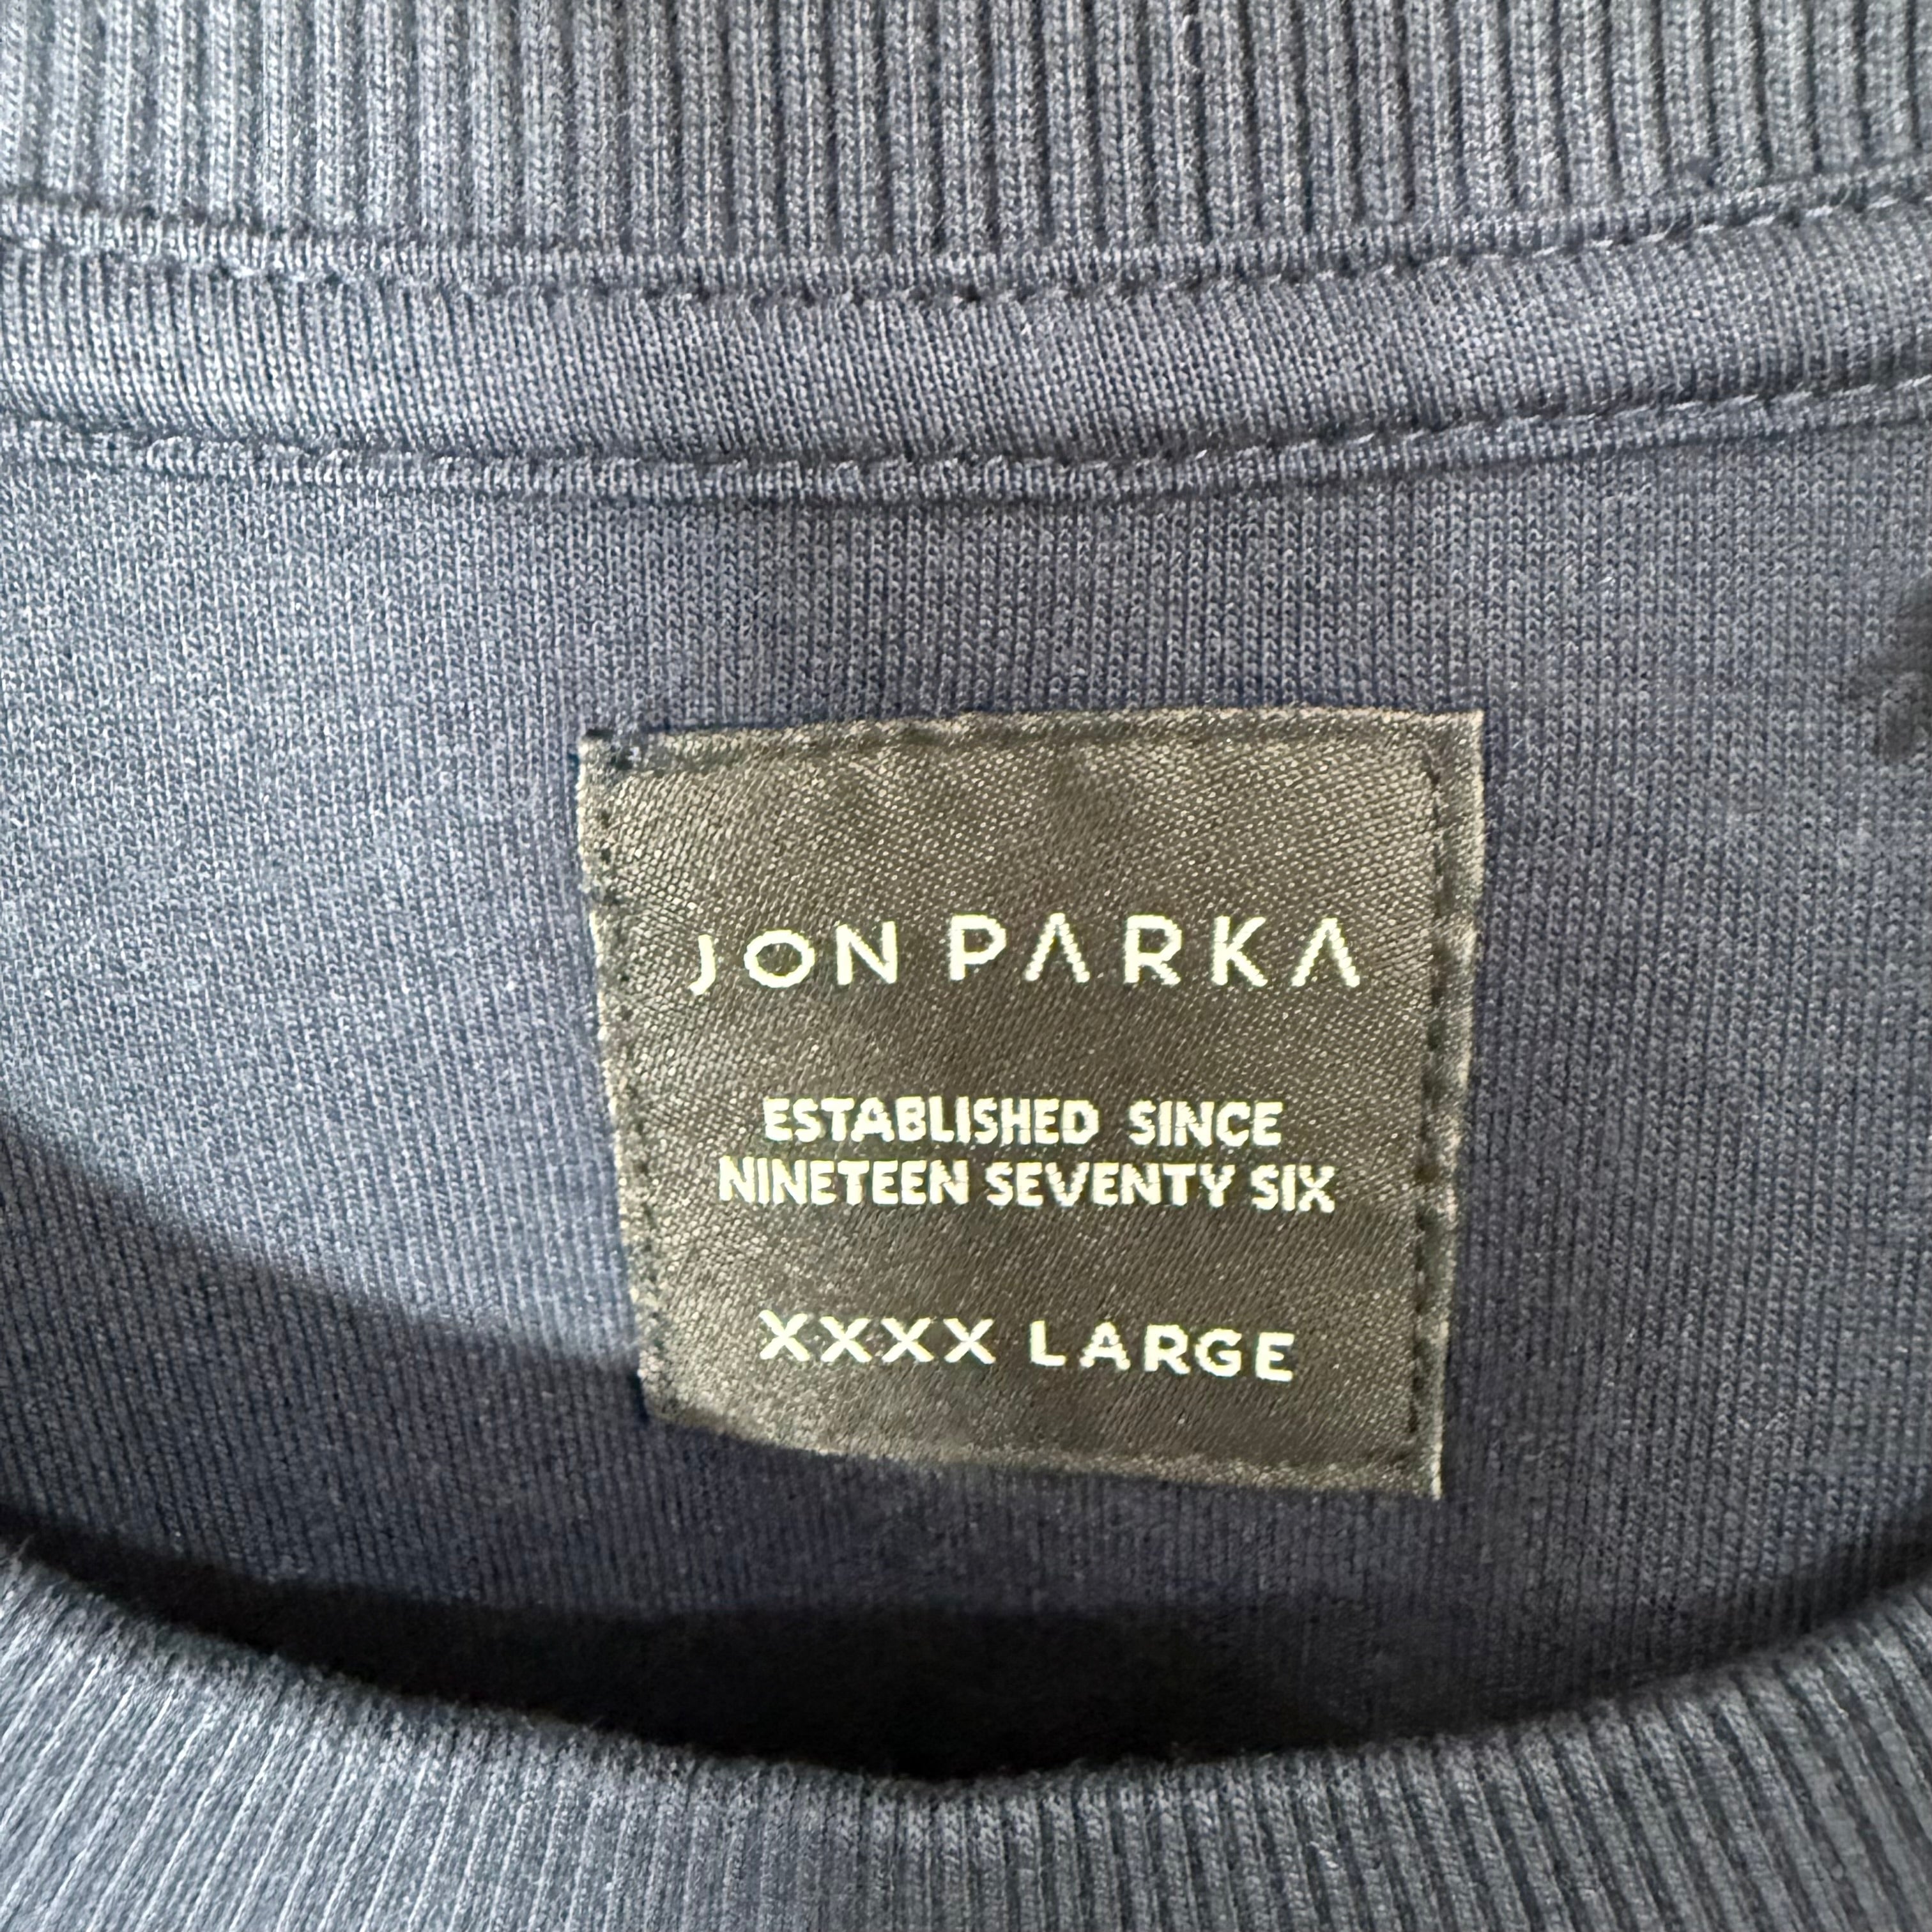 JON PARKA
ESTABLISHED SINCE
NINETEEN SEVENTY SIX
XXXX LARGE